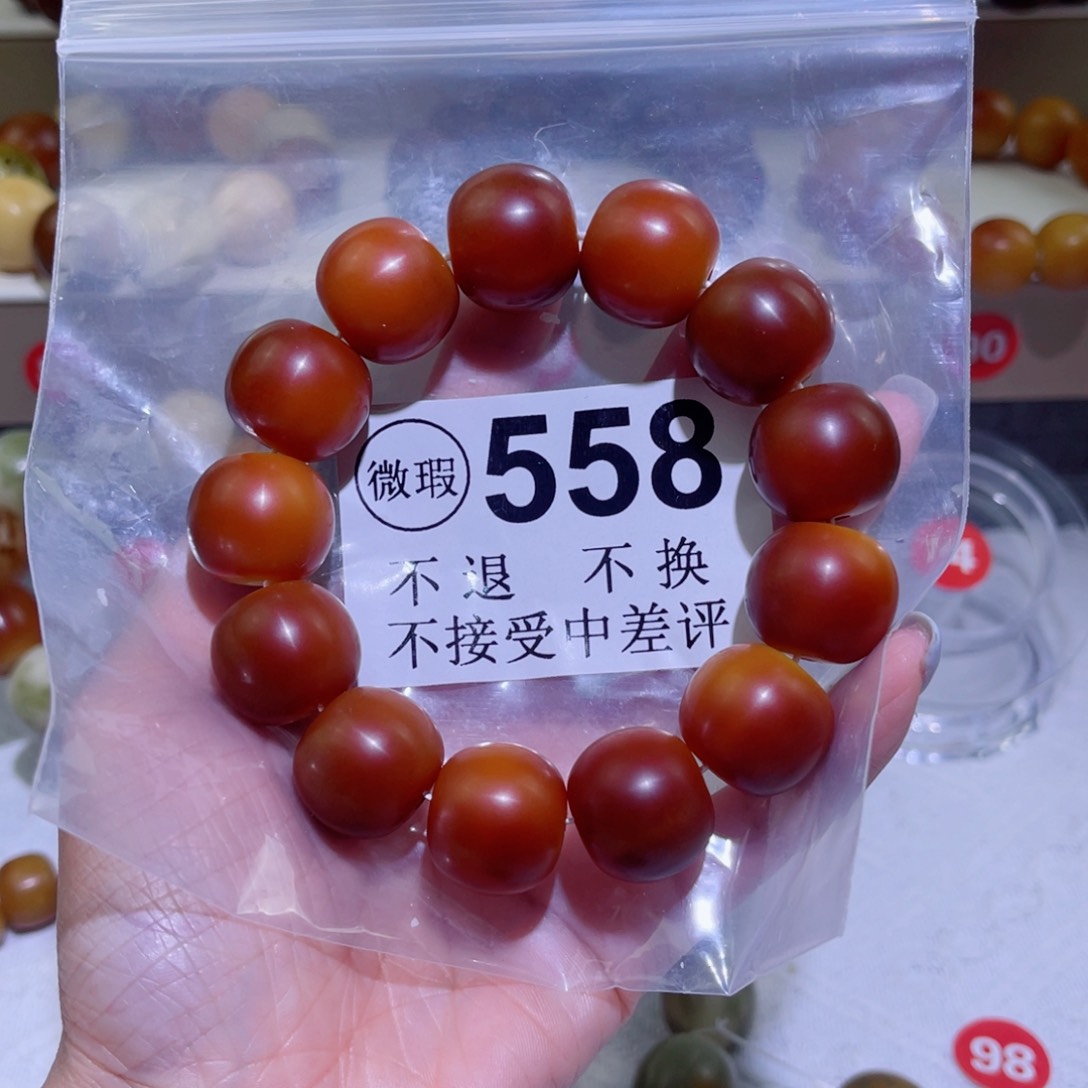 微瑕 558
不退 不换
不接受中差评
98